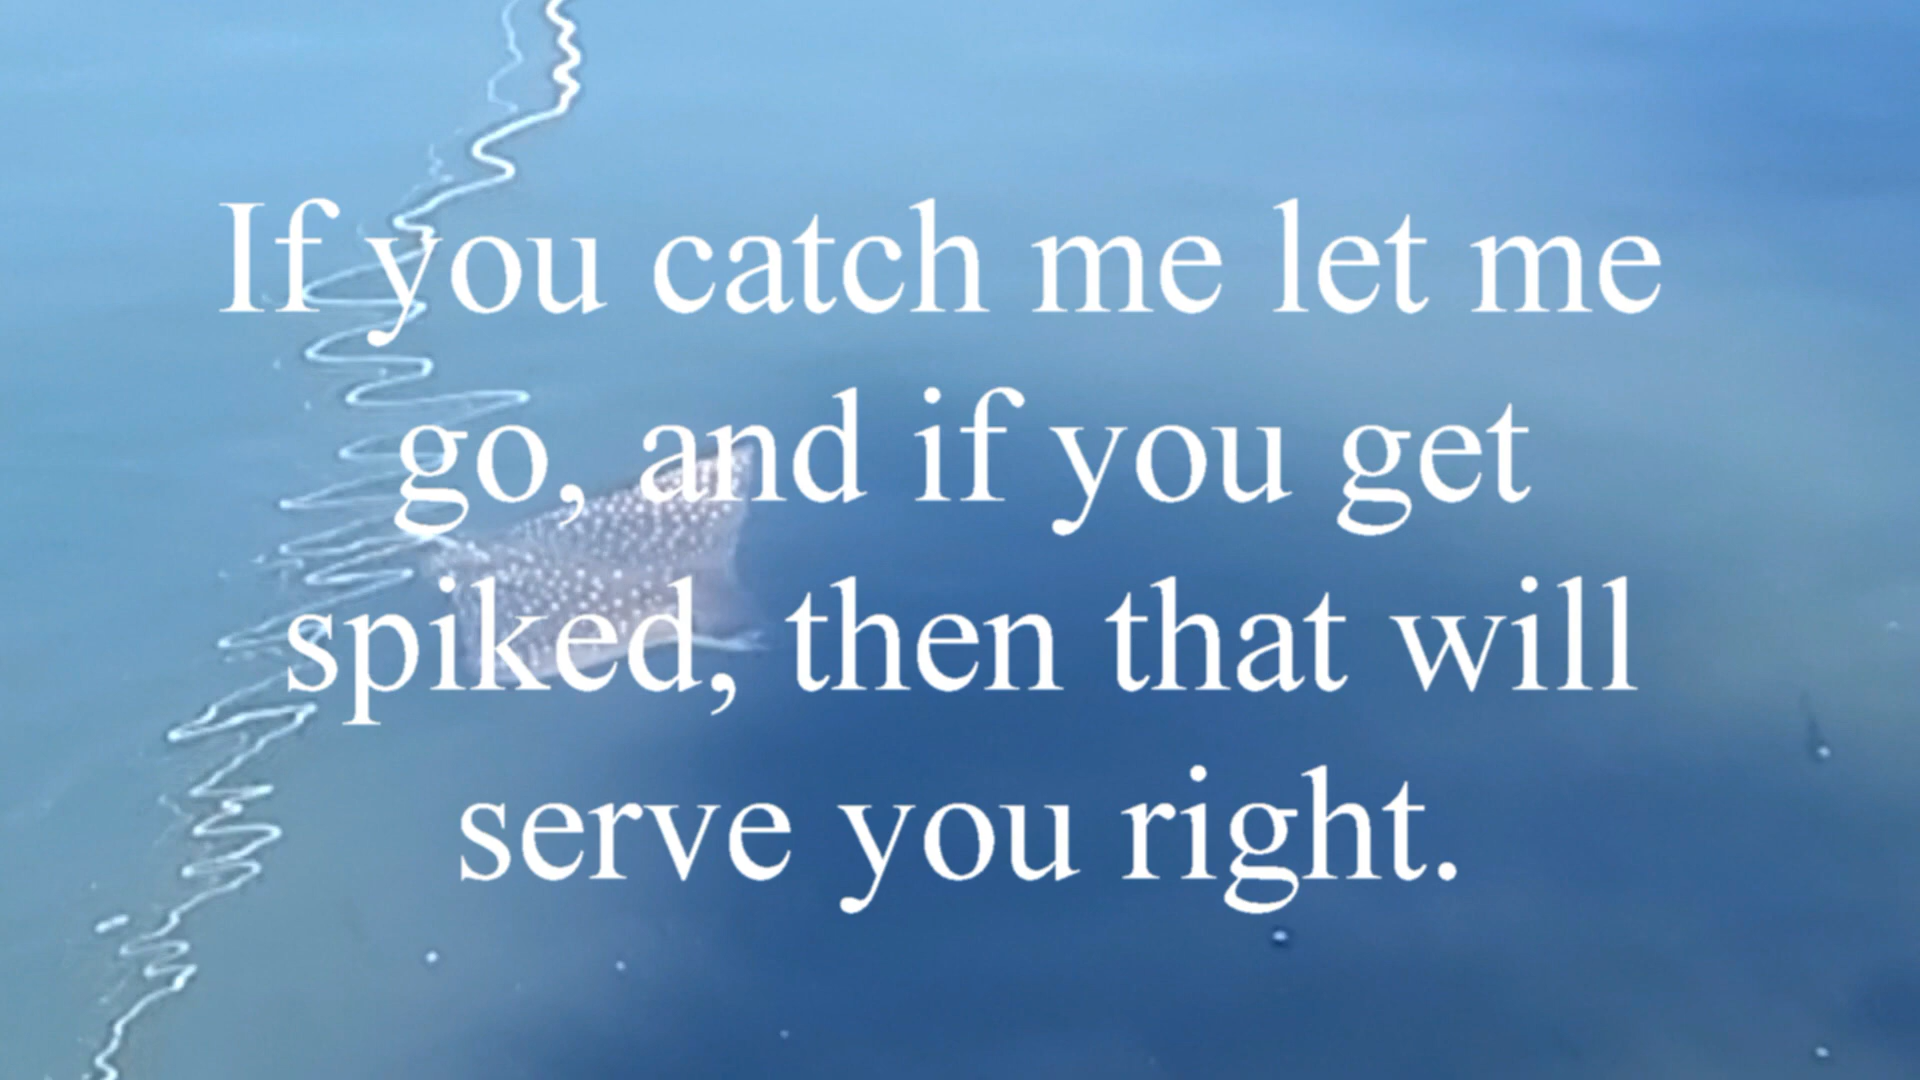 If you catch me let me
go, and if you get
spiked, then that will
serve you right.